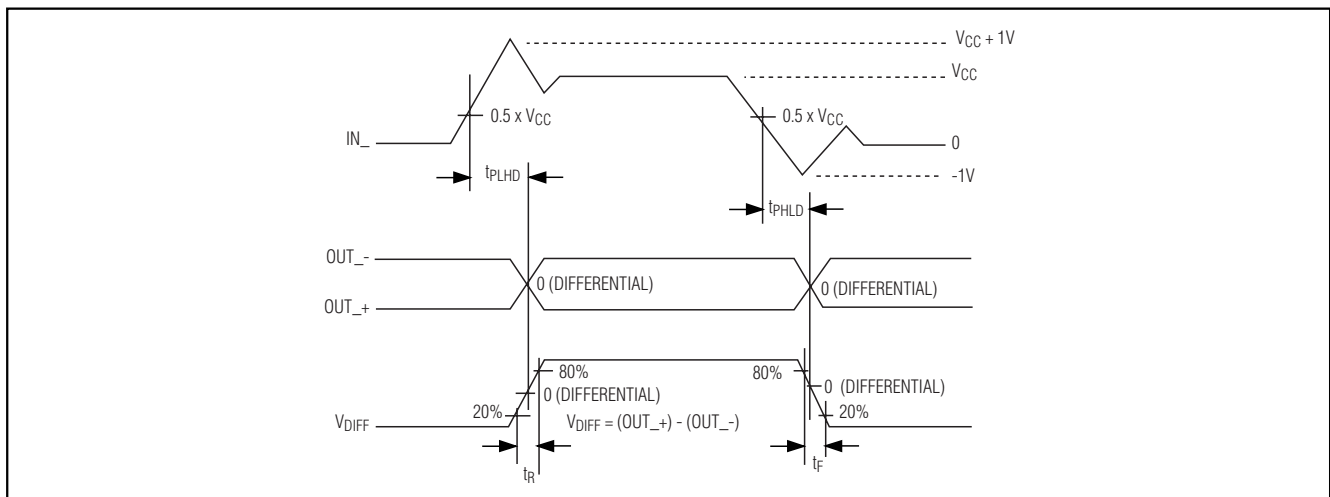 VCC + 1V
VCC
0.5 x VCC
0.5 x VCC
IN_
0
tPLHD
-1V
tPHLD
OUT_-
0 (DIFFERENTIAL)
0 (DIFFERENTIAL)
OUT_+
80%
80%
0 (DIFFERENTIAL)
0 (DIFFERENTIAL)
20%
20%
VDIFF
VDIFF = (OUT_+) - (OUT_-)
tR
tF